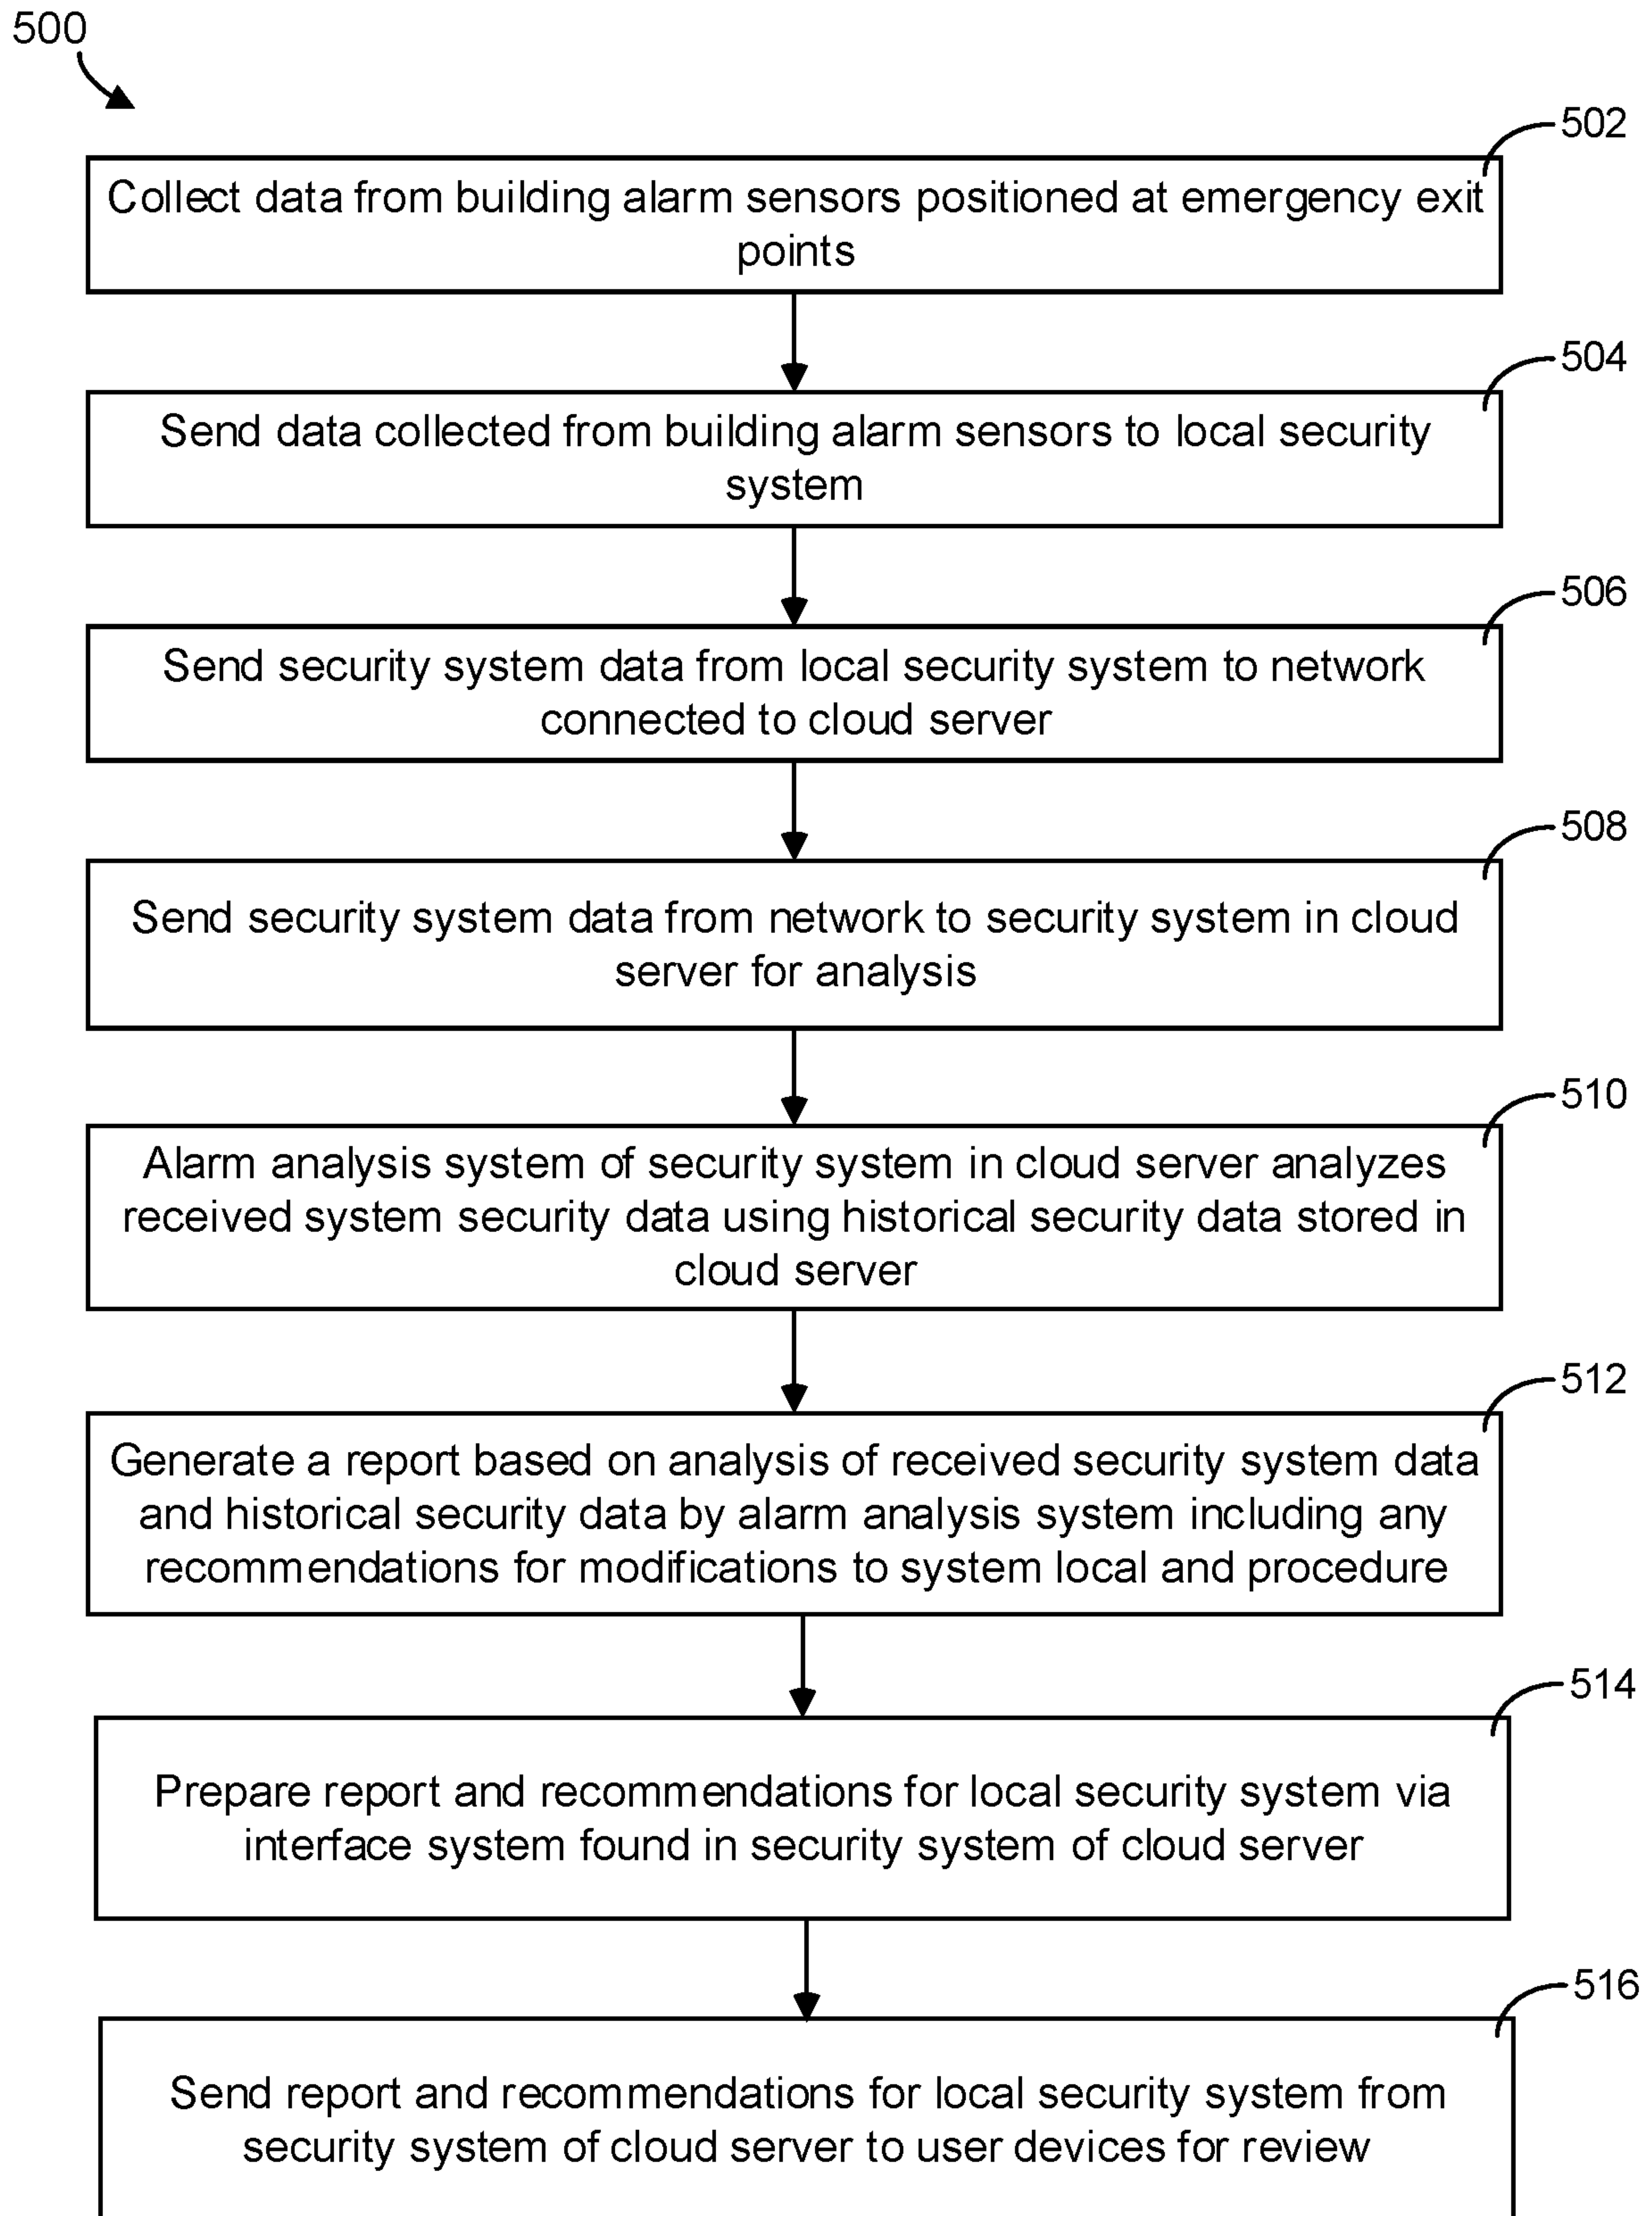 500
502
Collect data from building alarm sensors positioned at emergency exit
points
504
Send data collected from building alarm sensors to local security
system
506
Send security system data from local security system to network
connected to cloud server
508
Send security system data from network to security system in cloud
server for analysis
510
Alarm analysis system of security system in cloud server analyzes
received system security data using historical security data stored in
cloud server
512
Generate a report based on analysis of received security system data
and historical security data by alarm analysis system including any
recommendations for modifications to system local and procedure
514
Prepare report and recommendations for local security system via
interface system found in security system of cloud server
516
Send report and recommendations for local security system from
security system of cloud server to user devices for review